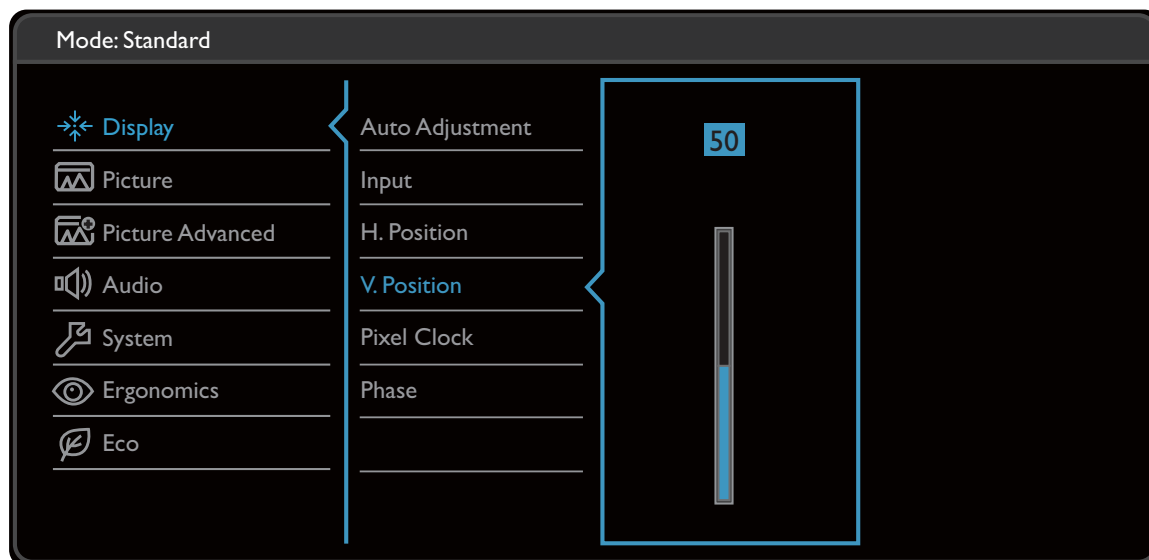 Mode: Standard
Display
Picture
Picture Advanced
Audio
System
Ergonomics
Eco
Auto Adjustment
Input
H. Position
V. Position
Pixel Clock
Phase
50